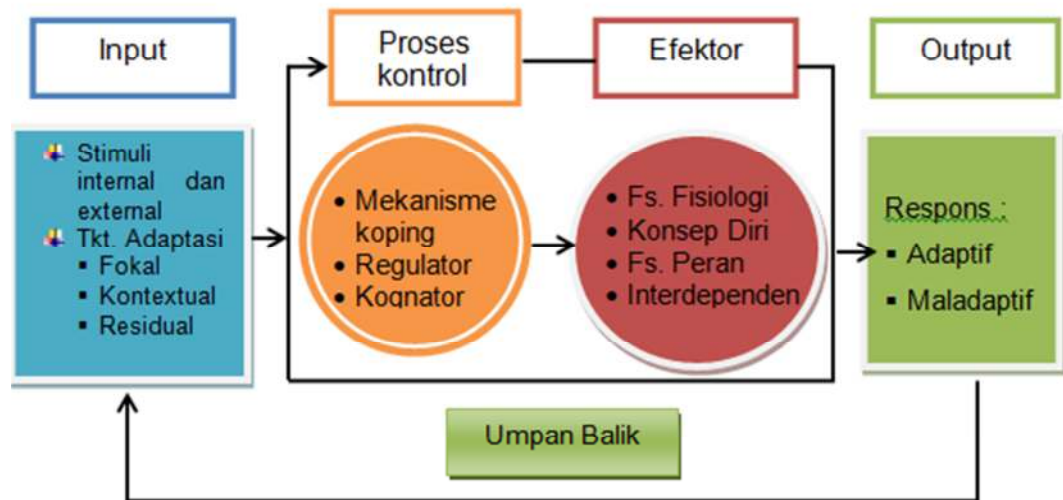 Input
Proses
kontrol
Efektor
Output
Stimuli
internal dan
external
Tkt. Adaptasi
▪ Fokal
▪ Kontextual
▪ Residual
• Mekanisme
koping
• Regulator
• Kognator
• Fs. Fisiologi
• Konsep Diri
• Fs. Peran
• Interdependen
Respons :
▪ Adaptif
▪ Maladaptif
Umpan Balik